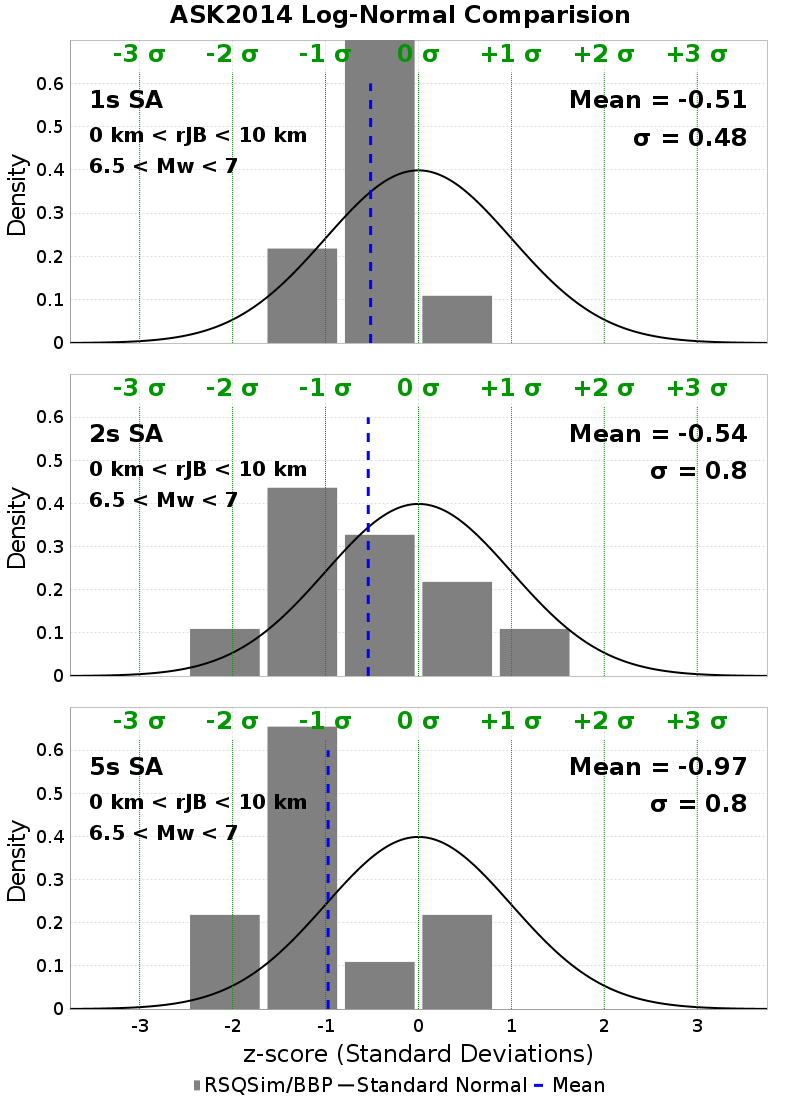 ASK2014 Log-Normal Comparision
-3 σ -2 σ -1 σ 0 σ +1 σ +2 σ +3 σ
0.6
1s SA
Mean = -0.51
0.5
0 km < rJB < 10 km
σ = 0.48
6.5 < Mw < 7
0.4
0.3
0.2
0.1
0
Density
-3 σ -2 σ -1 σ 0 σ +1 σ +2 σ +3 σ
0.6
2s SA
Mean = -0.54
0.5
0 km < rJB < 10 km
σ = 0.8
6.5 < Mw < 7
0.4
0.3
0.2
0.1
0
Density
-3 σ -2 σ -1 σ 0 σ +1 σ +2 σ +3 σ
0.6
5s SA
Mean = -0.97
0.5
0 km < rJB < 10 km
σ = 0.8
6.5 < Mw < 7
0.4
0.3
0.2
0.1
0
Density
-3 -2 -1 0 1 2 3
z-score (Standard Deviations)
RSQSim/BBP Standard Normal Mean